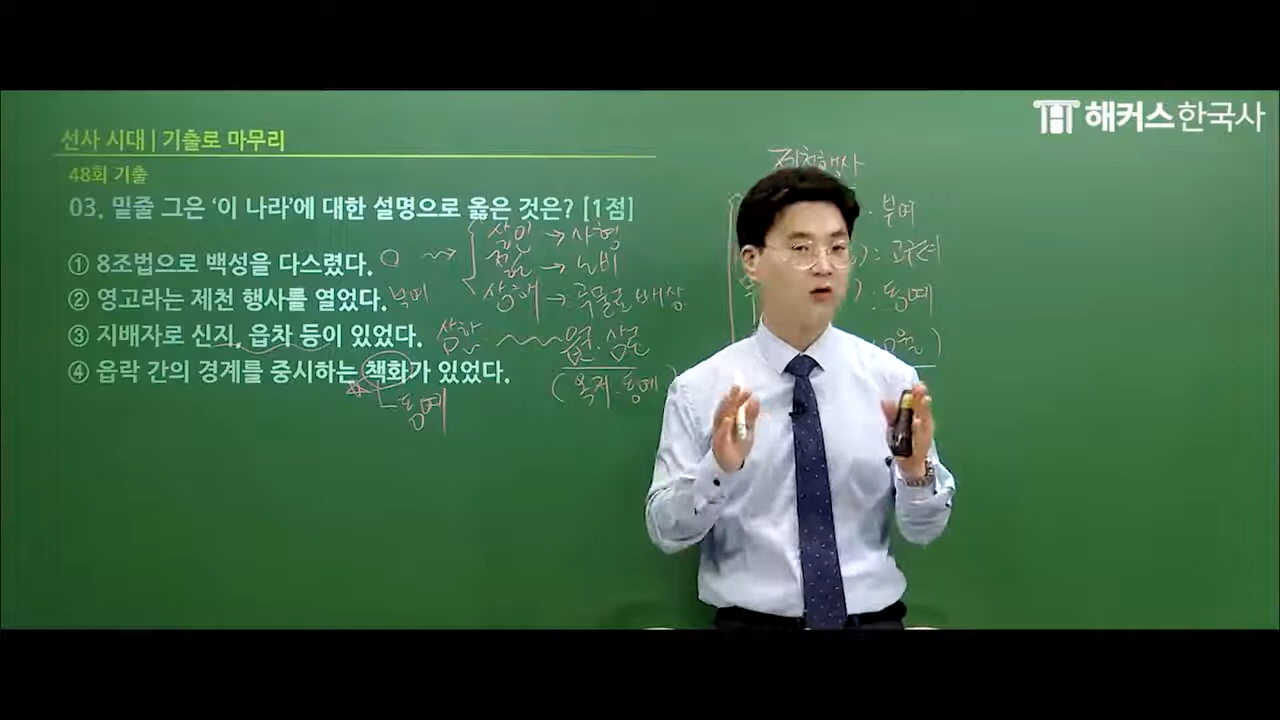 해커스한국사
선사 시대 | 기출로 마무리
48회 기출
03. 밑줄 그은 ‘이 나라’에 대한 설명으로 옳은 것은? [1점]
① 8조법으로 백성을 다스렸다. O
② 영고라는 제천 행사를 열었다. 부여
③ 지배자로 신지, 읍차 등이 있었다. 삼한
④ 읍락 간의 경계를 중시하는 책화가 있었다.
동예
살인 → 사형
→ 노비
상해 → 곡물로 배상
읍군. 삼로
(옥저. 동예)
제천행사
부여
: 고구려
: 동예